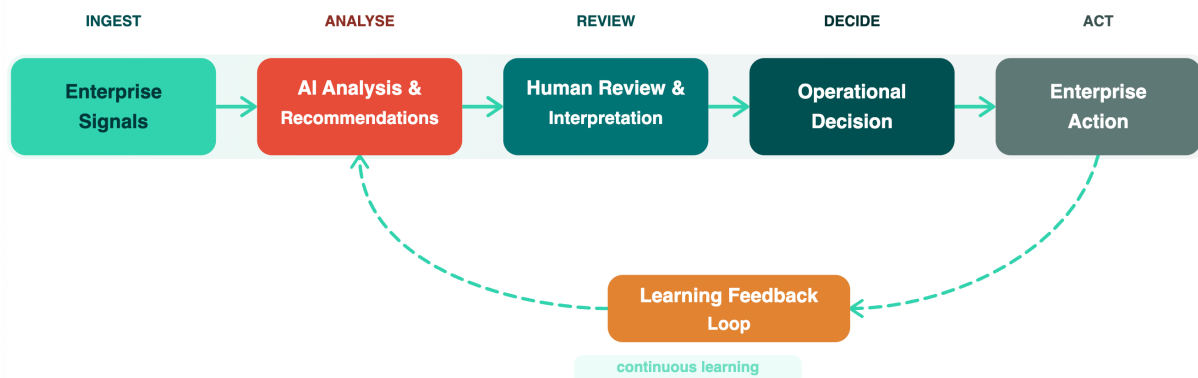 INGEST
ANALYSE
REVIEW
DECIDE
ACT
Enterprise
Signals
AI Analysis &
Recommendations
Human Review &
Interpretation
Operational
Decision
Enterprise
Action
Learning Feedback
Loop
continuous learning